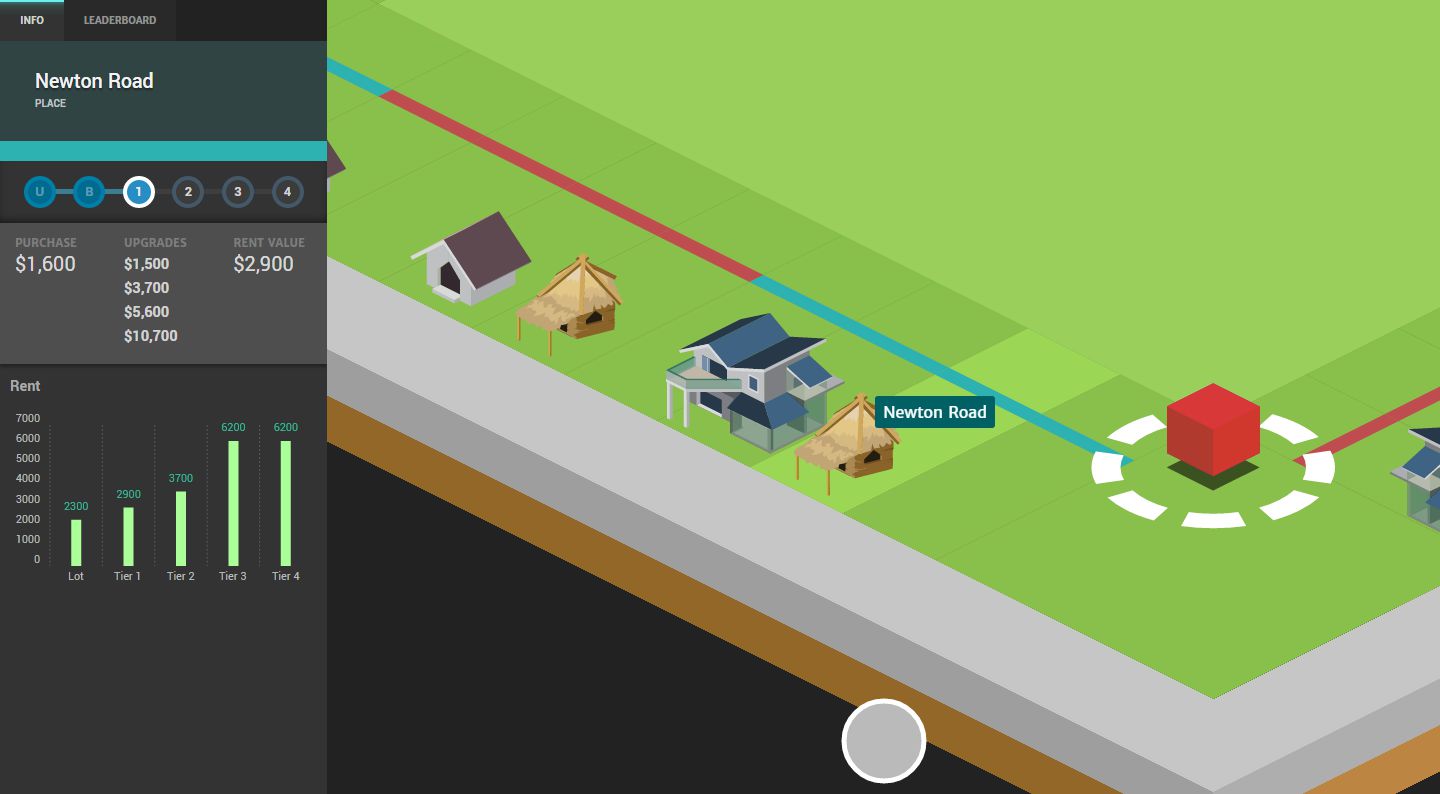 INFO LEADERBOARD
Newton Road
PLACE
U B 1 2 3 4
PURCHASE UPGRADES RENT VALUE
$1,600 $1,500 $2,900
$3,700
$5,600
$10,700
Rent
7000
6000
5000
4000
3000
2000
1000
0
2300 2900 3700 6200 6200
Lot Tier 1 Tier 2 Tier 3 Tier 4
Newton Road